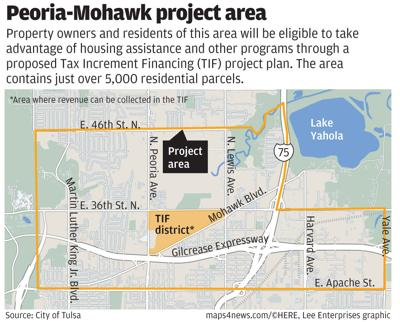 Peoria-Mohawk project area
Property owners and residents of this area will be eligible to take
advantage of housing assistance and other programs through a
proposed Tax Increment Financing (TIF) project plan. The area
contains just over 5,000 residential parcels.
*Area where revenue can be collected in the TIF
E. 46th St. N.
Lake
Yahola
Project
area
75
N. Peoria Ave.
N. Lewis Ave.
Martin Luther King Jr. Blvd.
E. 36th St. N.
TIF
district*
Mohawk Blvd.
Gilcrease Expressway
Harvard Ave.
Yale Ave.
E. Apache St.
Source: City of Tulsa
maps4news.com/©HERE, Lee Enterprises graphic